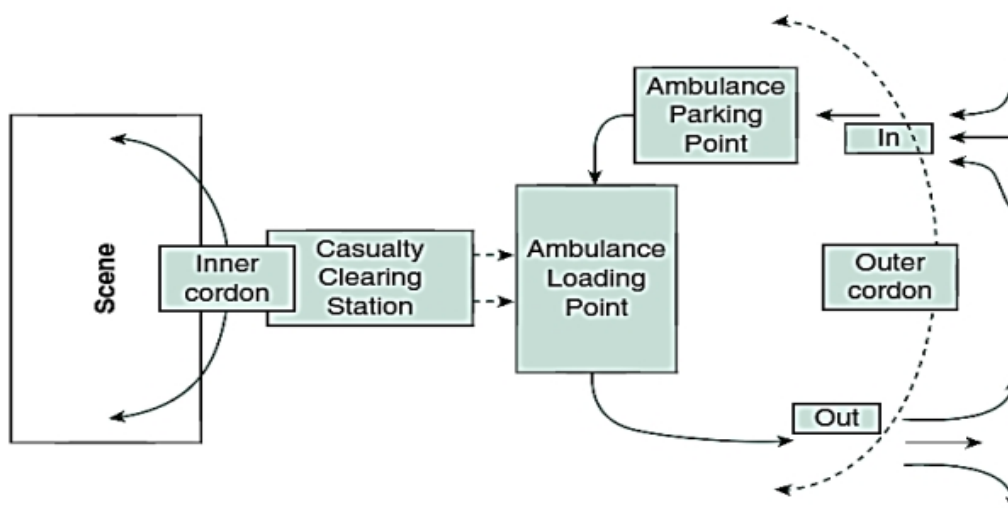 Scene
Inner
cordon
Casualty
Clearing
Station
Ambulance
Loading
Point
Ambulance
Parking
Point
In
Outer
cordon
Out